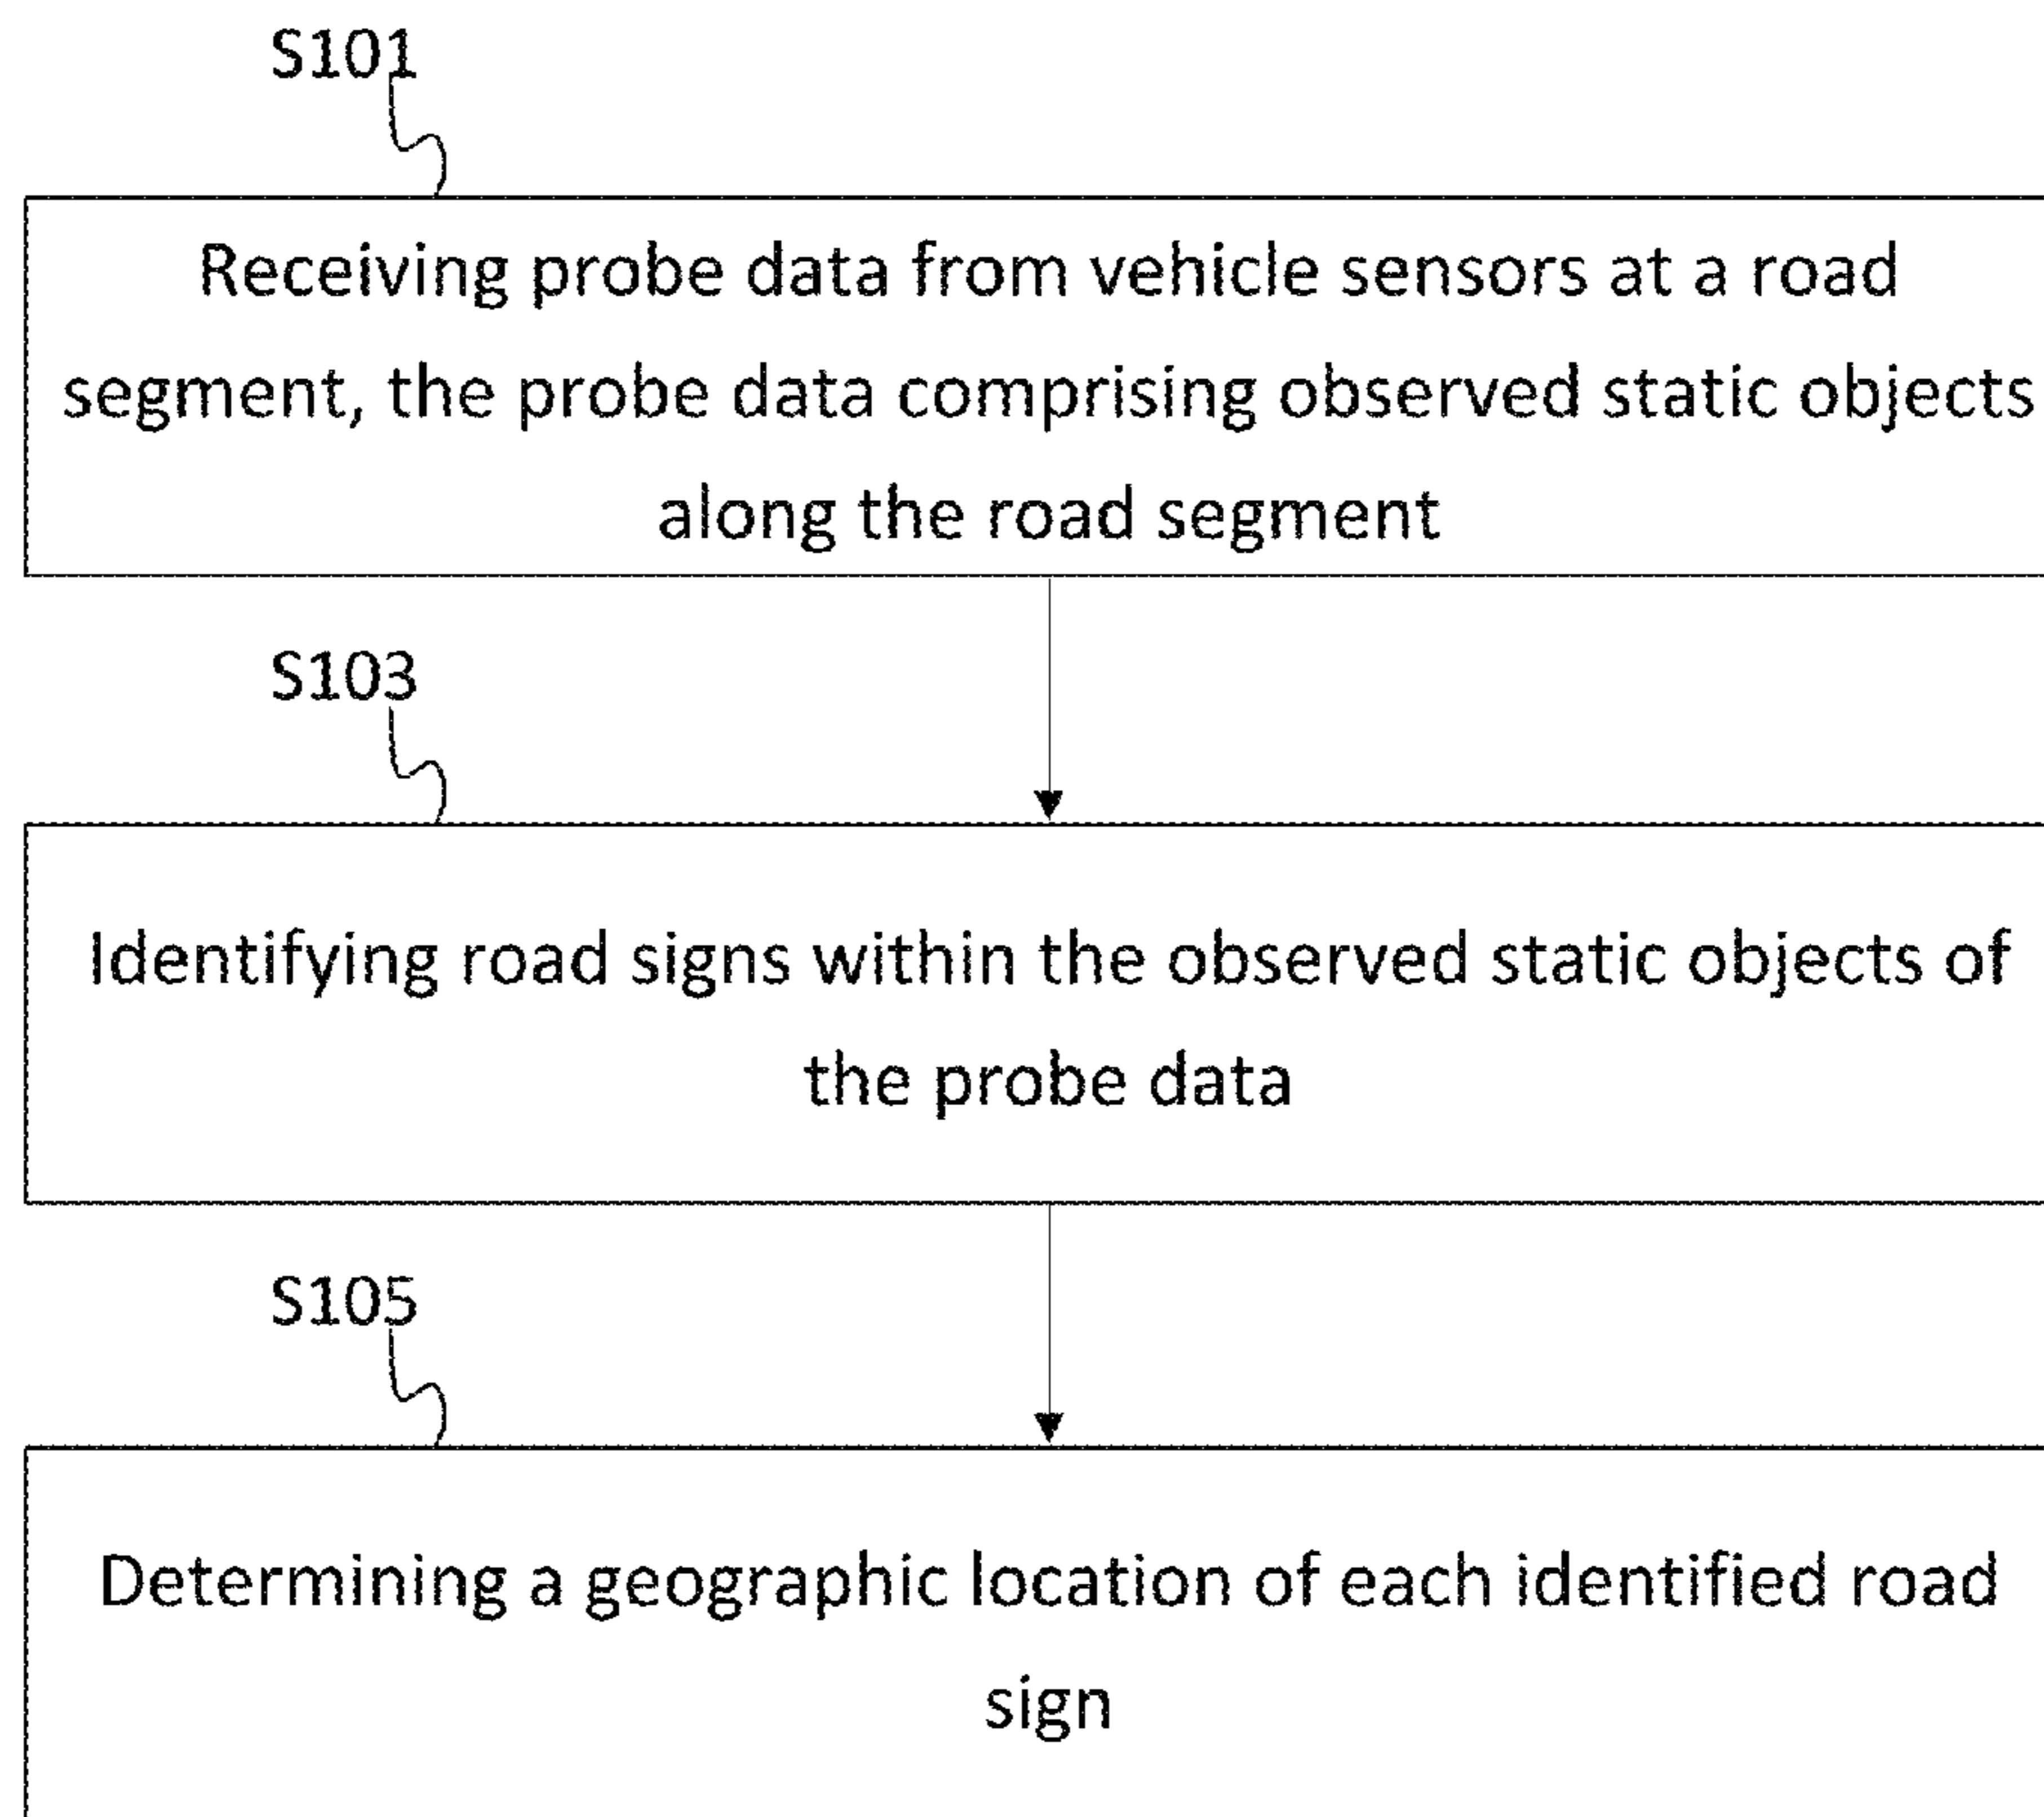 S101
Receiving probe data from vehicle sensors at a road
segment, the probe data comprising observed static objects
along the road segment
S103
Identifying road signs within the observed static objects of
the probe data
S105
Determining a geographic location of each identified road
sign